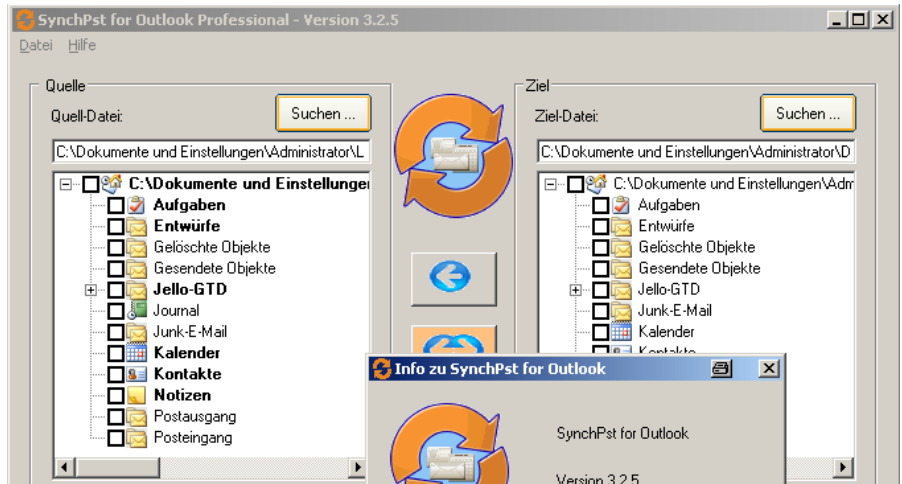 SynchPst for Outlook Professional - Version 3.2.5
Datei Hilfe
Quelle
Quell-Datei:
Suchen ...
C:\Dokumente und Einstellungen\Administrator\L
C:\Dokumente und Einstellungen
Aufgaben
Entwürfe
Gelöschte Objekte
Gesendete Objekte
Jello-GTD
Journal
Junk-E-Mail
Kalender
Kontakte
Notizen
Postausgang
Posteingang
Ziel
Ziel-Datei:
Suchen ...
C:\Dokumente und Einstellungen\Administrator\D
C:\Dokumente und Einstellungen\Adm
Aufgaben
Entwürfe
Gelöschte Objekte
Gesendete Objekte
Jello-GTD
Junk-E-Mail
Kalender
Kontakte
Info zu SynchPst for Outlook
SynchPst for Outlook
Version 3.2.5